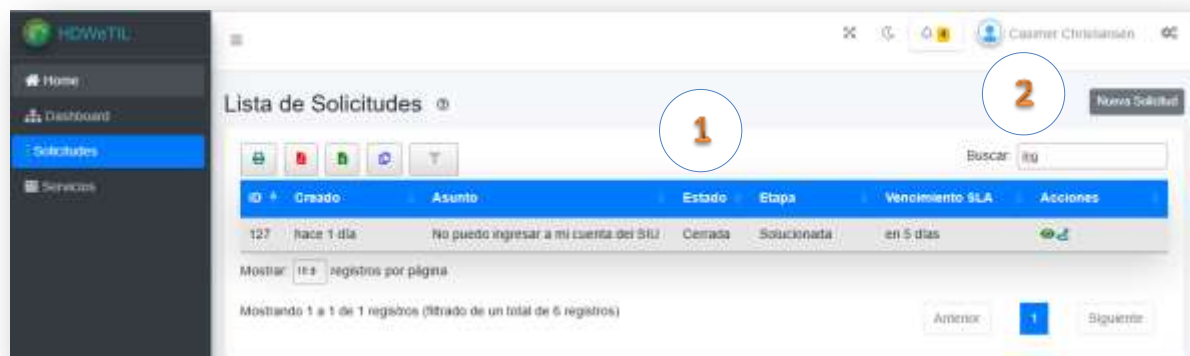 HDWeTIL
4
Casimer Christiansen
Home
Dashboard
Solicitudes
Servicios
Lista de Solicitudes
1
2
Nueva Solicitud
Buscar:
ID Creado Asunto Estado Etapa Vencimiento SLA Acciones
127 hace 1 día No puedo ingresar a mi cuenta del SIU Cerrada Solucionada en 5 días
Mostrar 10 registros por página
Mostrando 1 a 1 de 1 registros (filtrado de un total de 6 registros)
Anterior 1 Siguiente